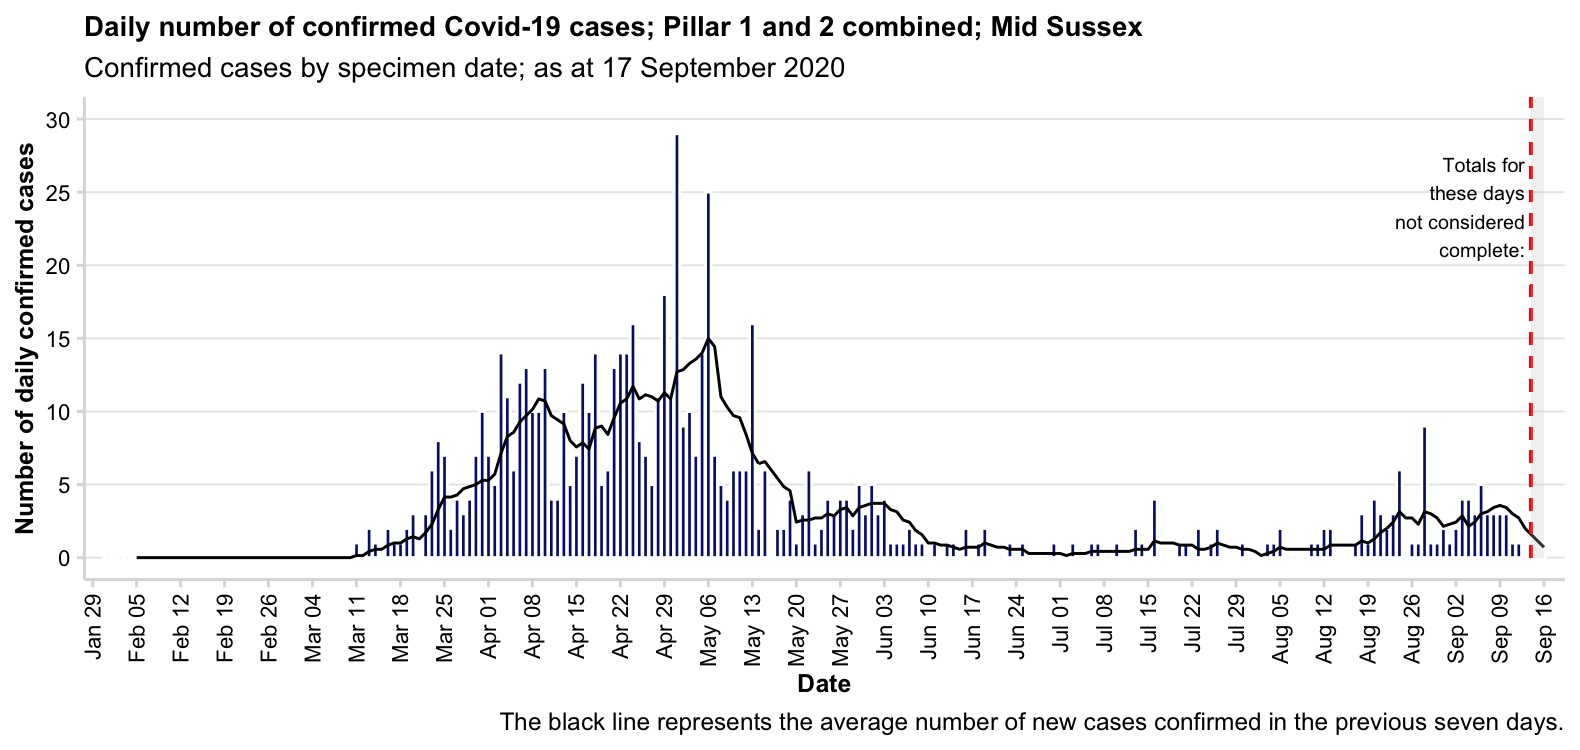 Daily number of confirmed Covid-19 cases; Pillar 1 and 2 combined; Mid Sussex
Confirmed cases by specimen date; as at 17 September 2020
Number of daily confirmed cases
30
25
20
15
10
5
0
Totals for
these days
not considered
complete:
Jan 29
Feb 05
Feb 12
Feb 19
Feb 26
Mar 04
Mar 11
Mar 18
Mar 25
Apr 01
Apr 08
Apr 15
Apr 22
Apr 29
May 06
May 13
May 20
May 27
Jun 03
Jun 10
Jun 17
Jun 24
Jul 01
Jul 08
Jul 15
Jul 22
Jul 29
Aug 05
Aug 12
Aug 19
Aug 26
Sep 02
Sep 09
Sep 16
Date
The black line represents the average number of new cases confirmed in the previous seven days.